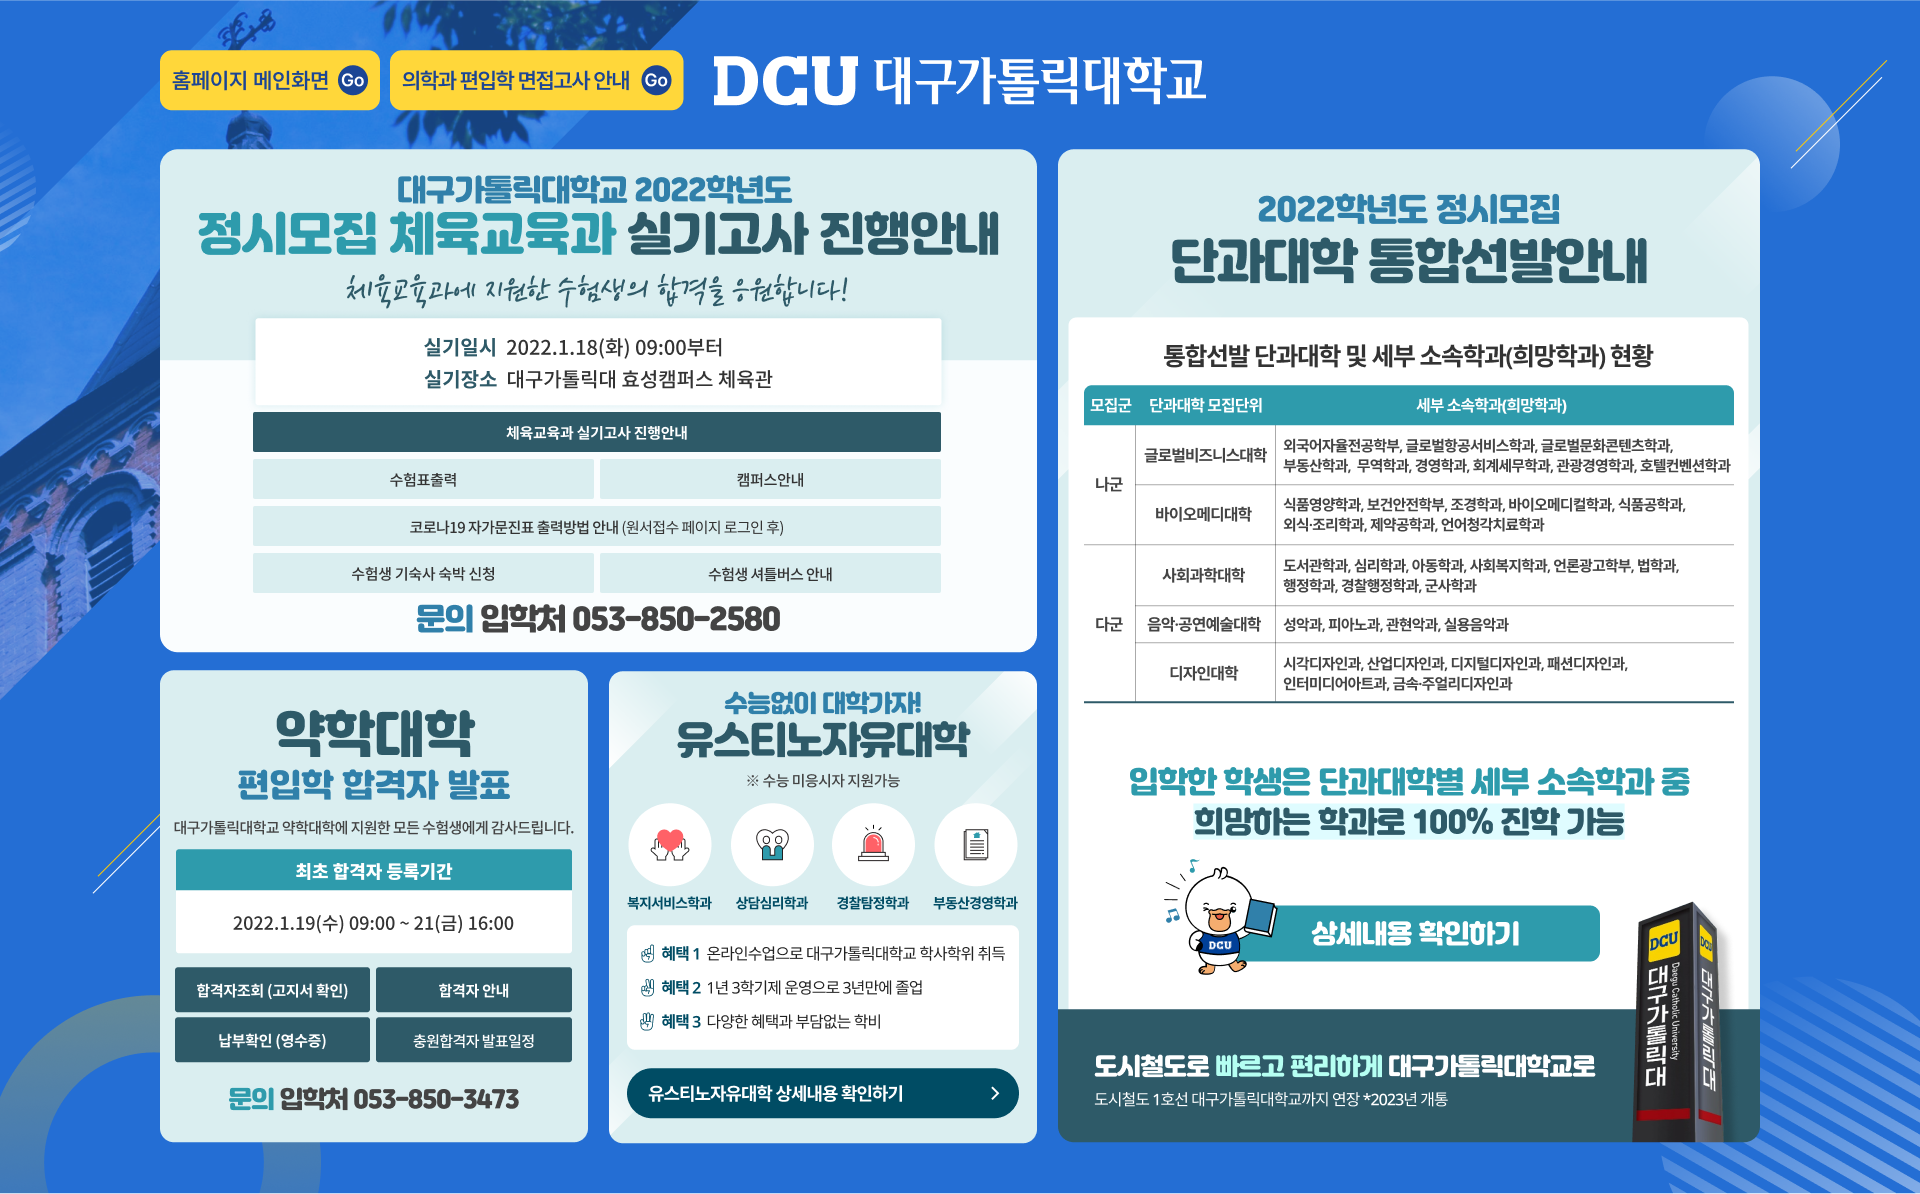 홈페이지 메인화면 Go
의학과 편입학 면접고사 안내 Go
DCU 대구가톨릭대학교
대구가톨릭대학교 2022학년도
정시모집 체육교육과 실기고사 진행안내
체육교육과에 지원한 수험생의 합격을 응원합니다!
실기일시 2022.1.18(화) 09:00부터
실기장소 대구가톨릭대 효성캠퍼스 체육관
체육교육과 실기고사 진행안내
수험표출력
캠퍼스안내
코로나19 자가문진표 출력방법 안내 (원서접수 페이지 로그인 후)
수험생 기숙사 숙박 신청
수험생 셔틀버스 안내
문의 입학처 053-850-2580
약학대학
편입학 합격자 발표
대구가톨릭대학교 약학대학에 지원한 모든 수험생에게 감사드립니다.
최초 합격자 등록기간
2022.1.19(수) 09:00 ~ 21(금) 16:00
합격자조회 (고지서 확인)
합격자 안내
납부확인 (영수증)
충원합격자 발표일정
문의 입학처 053-850-3473
수능없이 대학가자!
유스티노자유대학
※ 수능 미응시자 지원가능
복지서비스학과
상담심리학과
경찰탐정학과
부동산경영학과
혜택 1 온라인수업으로 대구가톨릭대학교 학사학위 취득
혜택 2 1년 3학기제 운영으로 3년만에 졸업
혜택 3 다양한 혜택과 부담없는 학비
유스티노자유대학 상세내용 확인하기
2022학년도 정시모집
단과대학 통합선발안내
통합선발 단과대학 및 세부 소속학과(희망학과) 현황
모집군 단과대학 모집단위 세부 소속학과(희망학과)
나군
글로벌비즈니스대학
외국어자율전공학부, 글로벌항공서비스학과, 글로벌문화콘텐츠학과,
부동산학과, 무역학과, 경영학과, 회계세무학과, 관광경영학과, 호텔컨벤션학과
바이오메디대학
식품영양학과, 보건안전학부, 조경학과, 바이오메디컬학과, 식품공학과,
외식·조리학과, 제약공학과, 언어청각치료학과
다군
사회과학대학
도서관학과, 심리학과, 아동학과, 사회복지학과, 언론광고학부, 법학과,
행정학과, 경찰행정학과, 군사학과
음악·공연예술대학
성악과, 피아노과, 관현악과, 실용음악과
디자인대학
시각디자인과, 산업디자인과, 디지털디자인과, 패션디자인과,
인터미디어아트과, 금속·주얼리디자인과
입학한 학생은 단과대학별 세부 소속학과 중
희망하는 학과로 100% 진학 가능
DCU
상세내용 확인하기
도시철도로 빠르고 편리하게 대구가톨릭대학교로
도시철도 1호선 대구가톨릭대학교까지 연장 *2023년 개통
DCU
대구가톨릭대
Daegu Catholic University
DCU
대구가톨릭대